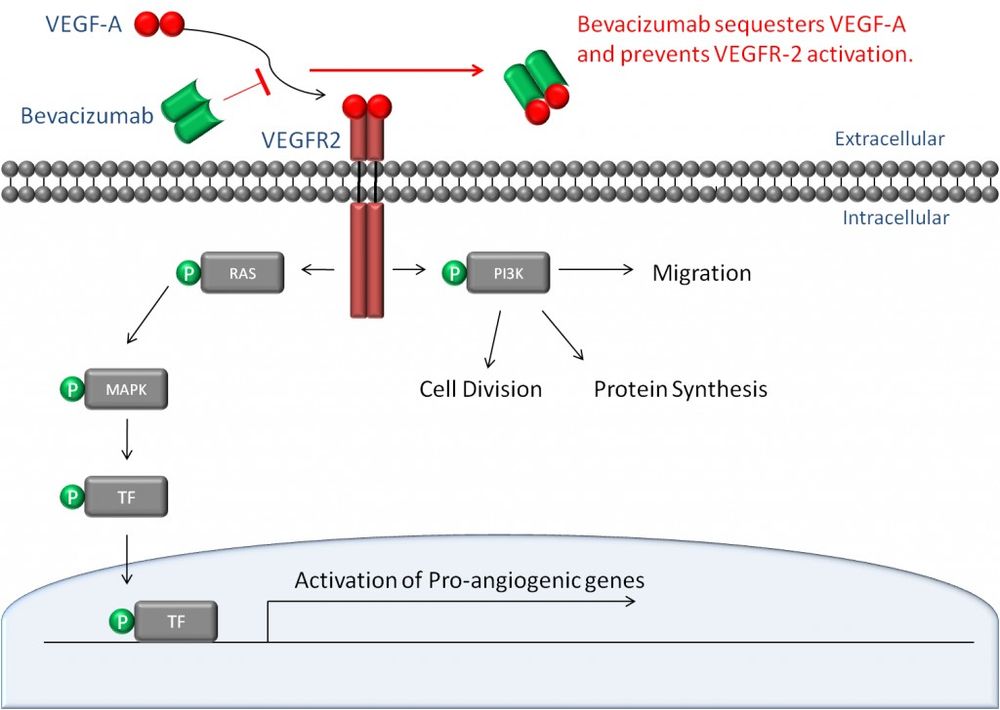 VEGF-A
Bevacizumab sequesters VEGF-A
and prevents VEGFR-2 activation.
Bevacizumab
VEGFR2
Extracellular
Intracellular
P
RAS
P
PI3K
Migration
P
MAPK
Cell Division
Protein Synthesis
P
TF
Activation of Pro-angiogenic genes
P
TF